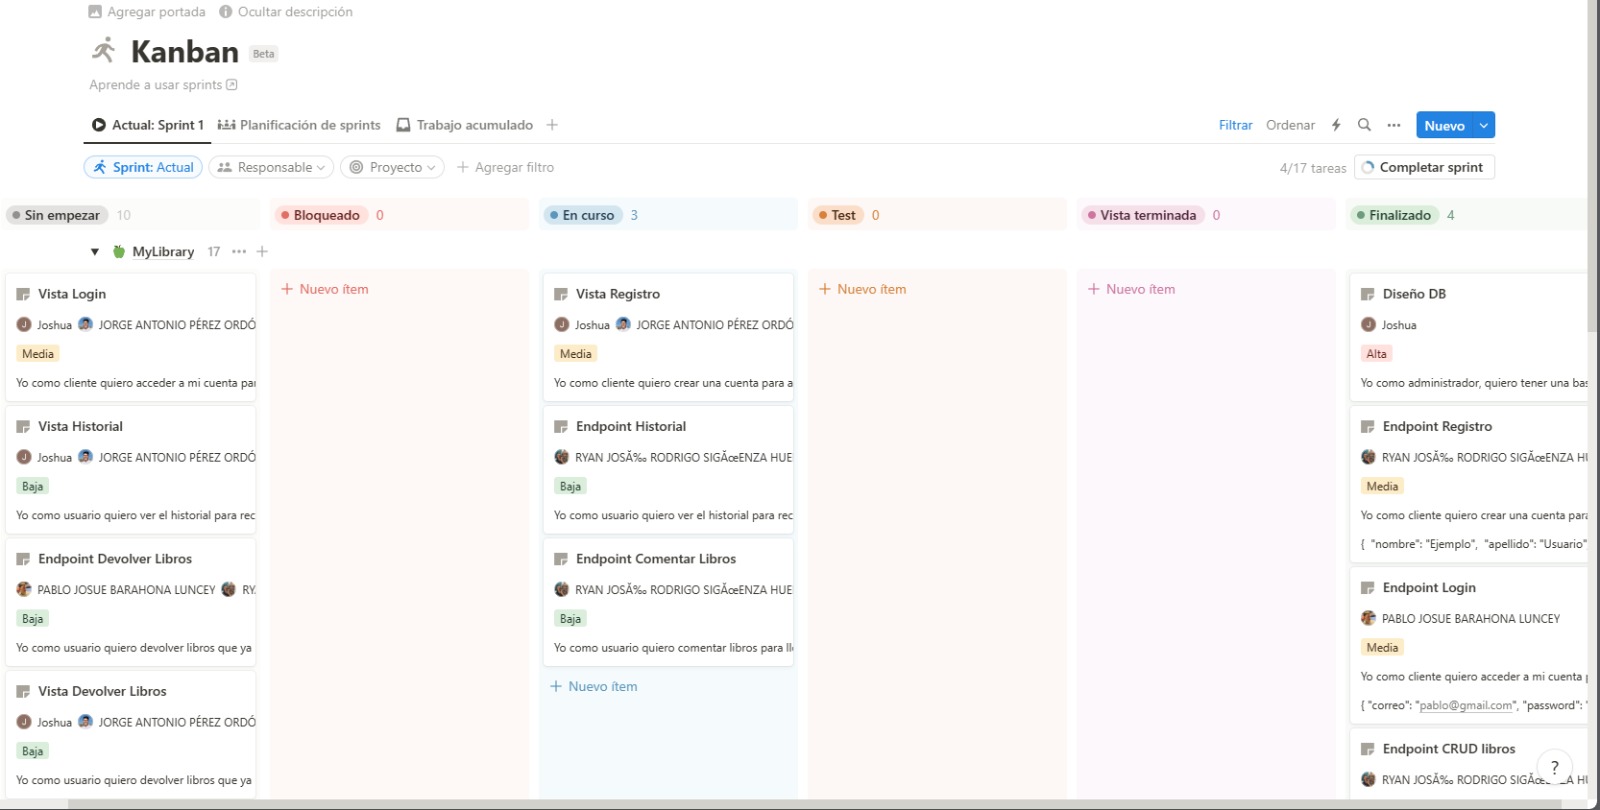 Agregar portada Ocultar descripción
Kanban Beta
Aprende a usar sprints
Actual: Sprint 1 Planificación de sprints Trabajo acumulado
Filtrar Ordenar Nuevo
Sprint: Actual Responsable Proyecto + Agregar filtro
4/17 tareas Completar sprint
Sin empezar 10 Bloqueado 0 En curso 3 Test 0 Vista terminada 0 Finalizado 4
MyLibrary 17
Vista Login
Joshua JORGE ANTONIO PÉREZ ORDÓ
Media
Yo como cliente quiero acceder a mi cuenta par
Vista Historial
Joshua JORGE ANTONIO PÉREZ ORDÓ
Baja
Yo como usuario quiero ver el historial para rec
Endpoint Devolver Libros
PABLO JOSUE BARAHONA LUNCEY RY
Baja
Yo como usuario quiero devolver libros que ya
Vista Devolver Libros
Joshua JORGE ANTONIO PÉREZ ORDÓ
Baja
Yo como usuario quiero devolver libros que ya
+ Nuevo ítem
Vista Registro
Joshua JORGE ANTONIO PÉREZ ORDÓ
Media
Yo como cliente quiero crear una cuenta para a
Endpoint Historial
RYAN JOSÃ‰ RODRIGO SIGÃœENZA HUE
Baja
Yo como usuario quiero ver el historial para rec
Endpoint Comentar Libros
RYAN JOSÃ‰ RODRIGO SIGÃœENZA HUE
Baja
Yo como usuario quiero comentar libros para lle
+ Nuevo ítem
+ Nuevo ítem
+ Nuevo ítem
Diseño DB
Joshua
Alta
Yo como administrador, quiero tener una bas
Endpoint Registro
RYAN JOSÃ‰ RODRIGO SIGÃœENZA HU
Media
Yo como cliente quiero crear una cuenta para
{ "nombre": "Ejemplo", "apellido": "Usuario",
Endpoint Login
PABLO JOSUE BARAHONA LUNCEY
Media
Yo como cliente quiero acceder a mi cuenta p
{ "correo": "pablo@gmail.com", "password": "
Endpoint CRUD libros
RYAN JOSÃ‰ RODRIGO
?